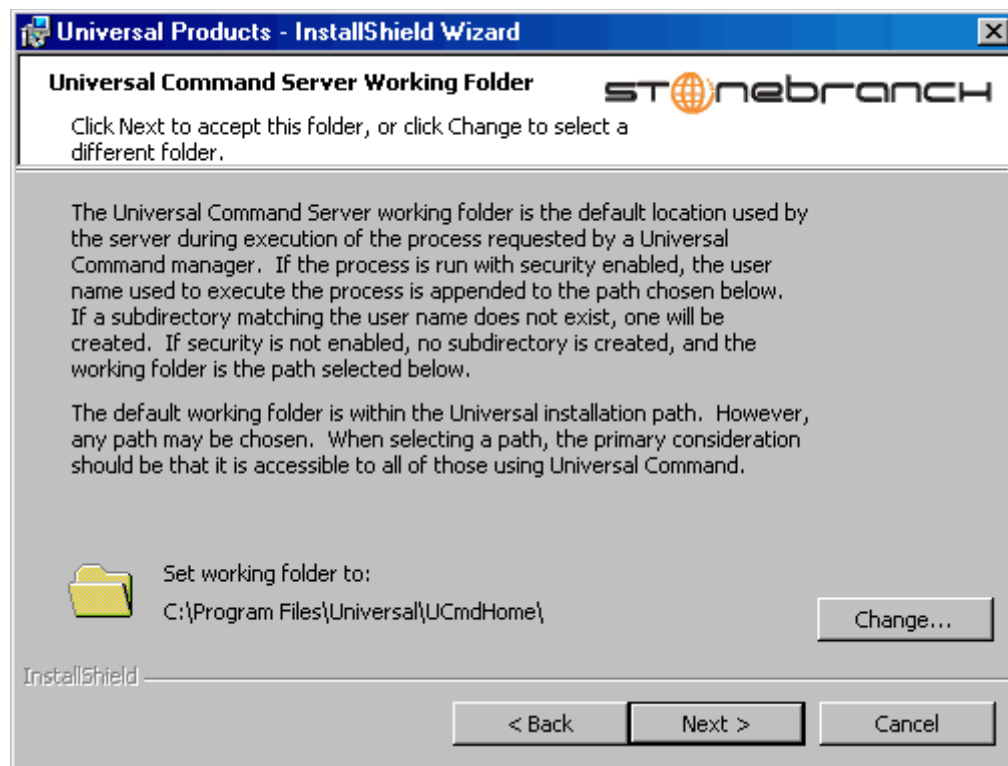 Universal Products - InstallShield Wizard
Universal Command Server Working Folder
STONEBRANCH
Click Next to accept this folder, or click Change to select a
different folder.
The Universal Command Server working folder is the default location used by
the server during execution of the process requested by a Universal
Command manager.  If the process is run with security enabled, the user
name used to execute the process is appended to the path chosen below.
If a subdirectory matching the user name does not exist, one will be
created.  If security is not enabled, no subdirectory is created, and the
working folder is the path selected below.
The default working folder is within the Universal installation path.  However,
any path may be chosen.  When selecting a path, the primary consideration
should be that it is accessible to all of those using Universal Command.
Set working folder to:
C:\Program Files\Universal\UCmdHome\
Change...
InstallShield
< Back
Next >
Cancel